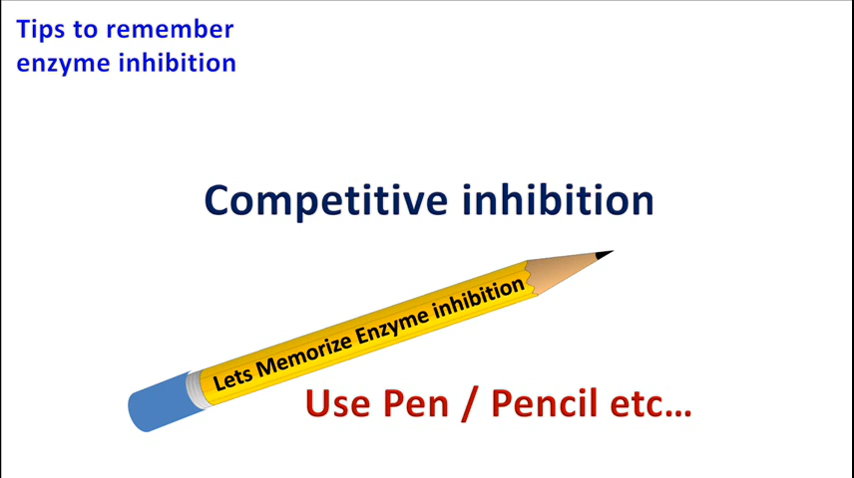 Tips to remember
enzyme inhibition
Competitive inhibition
Lets Memorize Enzyme inhibition
Use Pen / Pencil etc...